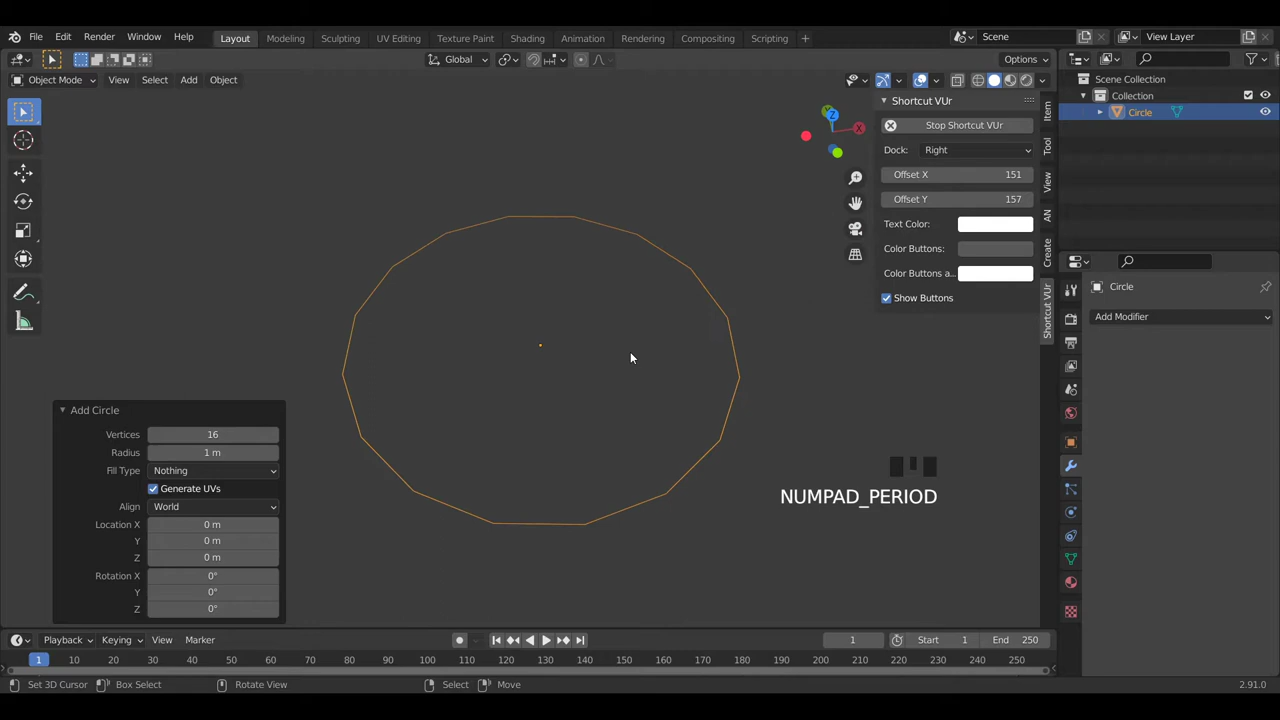 File Edit Render Window Help Layout Modeling Sculpting UV Editing Texture Paint Shading Animation Rendering Compositing Scripting + Scene View Layer
Global Options
Object Mode View Select Add Object
Shortcut VUr
Stop Shortcut VUr
Dock: Right
Offset X 151
Offset Y 157
Text Color:
Color Buttons:
Color Buttons a...
Show Buttons
Item
Tool
View
AN
Create
Shortcut VUr
Z
X
Y
Scene Collection
Collection
Circle
Circle
Add Modifier
Add Circle
Vertices 16
Radius 1 m
Fill Type Nothing
Generate UVs
Align World
Location X 0 m
Y 0 m
Z 0 m
Rotation X 0°
Y 0°
Z 0°
NUMPAD_PERIOD
Playback Keying View Marker 1 Start 1 End 250
1 10 20 30 40 50 60 70 80 90 100 110 120 130 140 150 160 170 180 190 200 210 220 230 240 250
Set 3D Cursor Box Select Rotate View Select Move 2.91.0